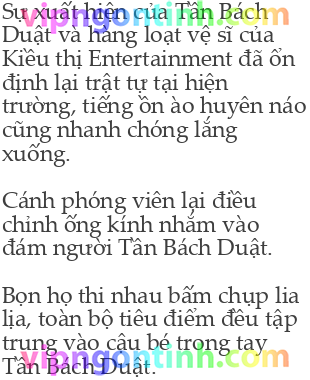 Sự xuất hiện của Tần Bách
Duật và hàng loạt vệ sĩ của
Kiều thị Entertainment đã ổn
định lại trật tự tại hiện
trường, tiếng ồn ào huyên náo
cũng nhanh chóng lắng
xuống.
Cánh phóng viên lại điều
chỉnh ống kính nhắm vào
đám người Tần Bách Duật.
Bọn họ thi nhau bấm chụp lia
lịa, toàn bộ tiêu điểm đều tập
trung vào cậu bé trong tay
Tần Bách Duật.
vipngontinh.com
vipngontinh.com